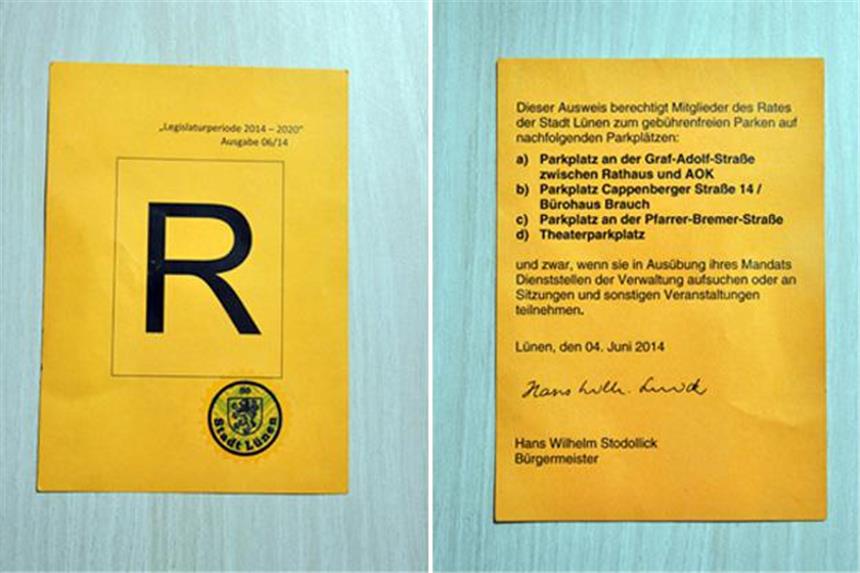 „Legislaturperiode 2014 – 2020"
Ausgabe 06/14
R
Stadt Lünen
Dieser Ausweis berechtigt Mitglieder des Rates
der Stadt Lünen zum gebührenfreien Parken auf
nachfolgenden Parkplätzen:
a) Parkplatz an der Graf-Adolf-Straße
zwischen Rathaus und AOK
b) Parkplatz Cappenberger Straße 14 /
Bürohaus Brauch
c) Parkplatz an der Pfarrer-Bremer-Straße
d) Theaterparkplatz
und zwar, wenn sie in Ausübung ihres Mandats
Dienststellen der Verwaltung aufsuchen oder an
Sitzungen und sonstigen Veranstaltungen
teilnehmen.
Lünen, den 04. Juni 2014
Hans Wilhelm Stodollick
Bürgermeister